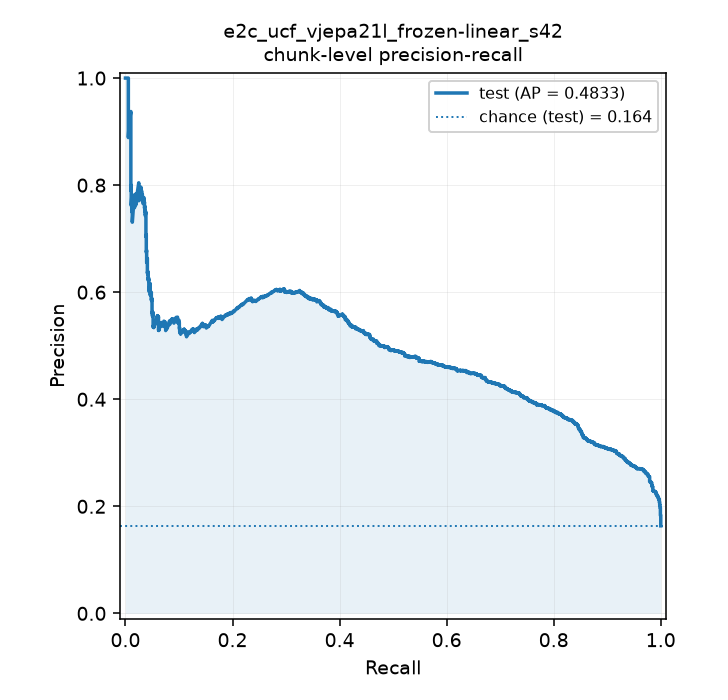 e2c_ucf_vjepa21l_frozen-linear_s42
chunk-level precision-recall
test (AP = 0.4833)
chance (test) = 0.164
Precision
1.0
0.8
0.6
0.4
0.2
0.0
0.0 0.2 0.4 0.6 0.8 1.0
Recall